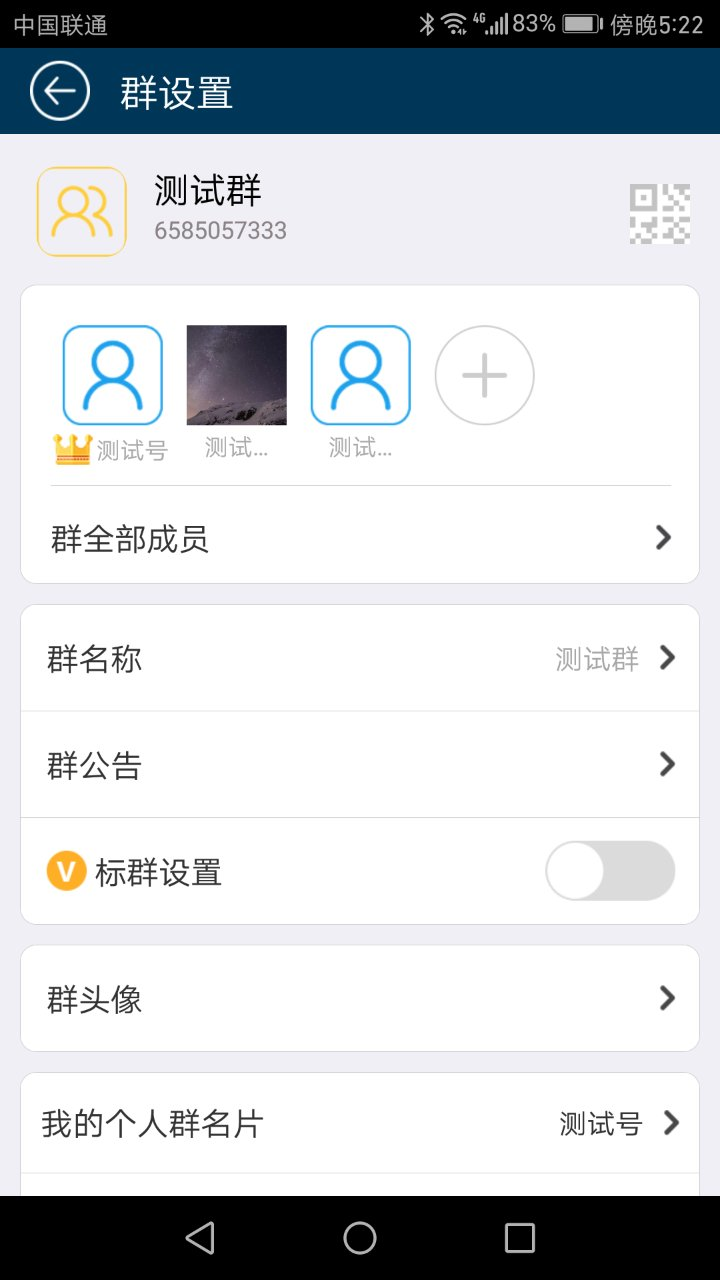 中国联通 4G 83% 傍晚5:22
群设置
测试群
6585057333
测试号 测试... 测试...
群全部成员
群名称 测试群
群公告
V 标群设置
群头像
我的个人群名片 测试号